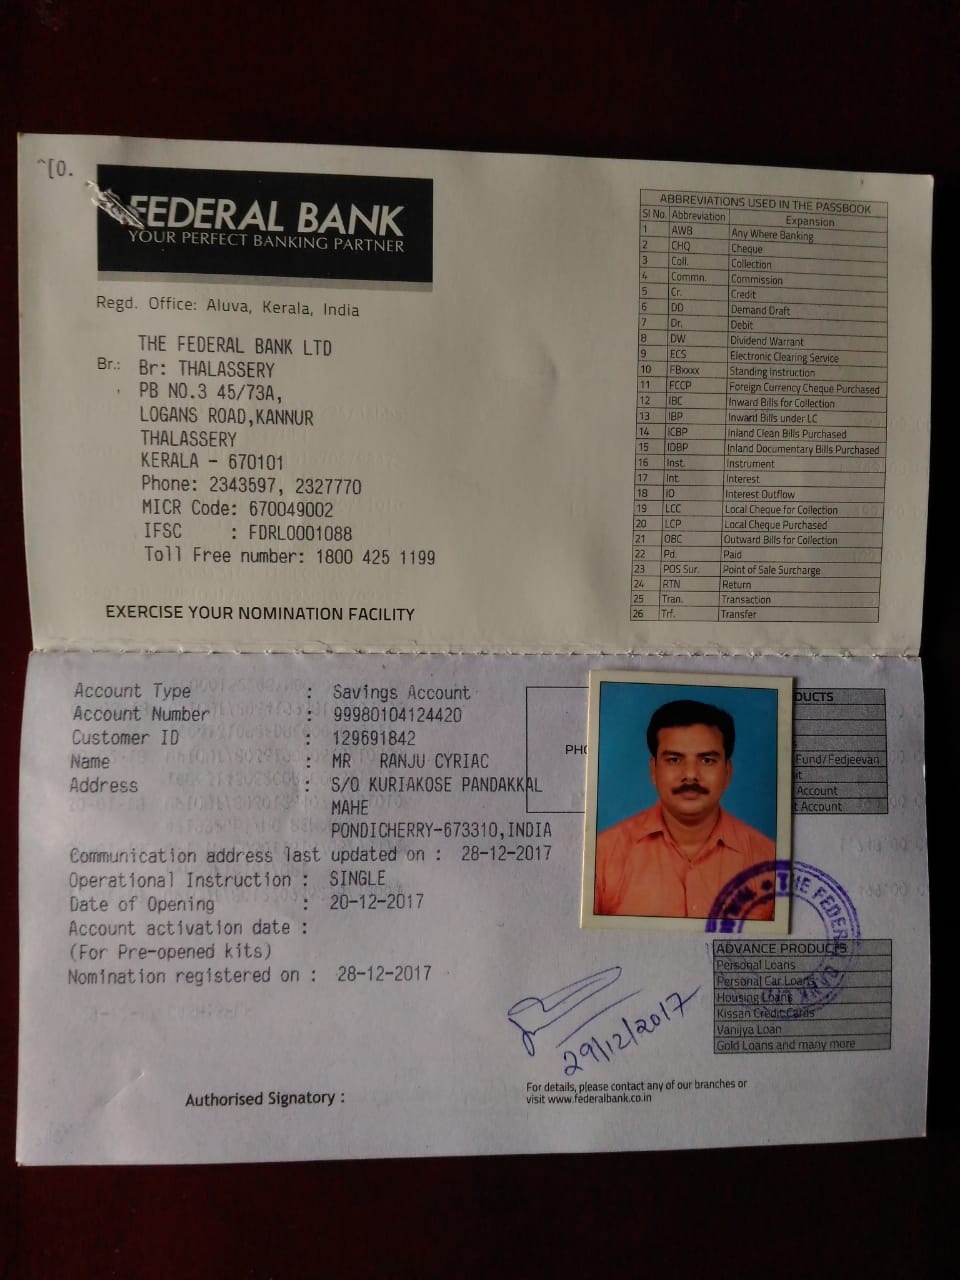 ^[0.
FEDERAL BANK
YOUR PERFECT BANKING PARTNER
Regd. Office: Aluva, Kerala, India
THE FEDERAL BANK LTD
Br.: Br: THALASSERY
PB NO.3 45/73A,
LOGANS ROAD,KANNUR
THALASSERY
KERALA - 670101
Phone: 2343597, 2327770
MICR Code: 670049002
IFSC : FDRL0001088
Toll Free number: 1800 425 1199
EXERCISE YOUR NOMINATION FACILITY
ABBREVIATIONS USED IN THE PASSBOOK
Sl No. Abbreviation Expansion
1 AWB Any Where Banking
2 CHQ Cheque
3 Coll. Collection
4 Commn. Commission
5 Cr. Credit
6 DD Demand Draft
7 Dr. Debit
8 DW Dividend Warrant
9 ECS Electronic Clearing Service
10 FBxxxx Standing Instruction
11 FCCP Foreign Currency Cheque Purchased
12 IBC Inward Bills for Collection
13 IBP Inward Bills under LC
14 ICBP Inland Clean Bills Purchased
15 IDBP Inland Documentary Bills Purchased
16 Inst. Instrument
17 Int. Interest
18 IO Interest Outflow
19 LCC Local Cheque for Collection
20 LCP Local Cheque Purchased
21 OBC Outward Bills for Collection
22 Pd. Paid
23 POS Sur. Point of Sale Surcharge
24 RTN Return
25 Tran. Transaction
26 Trf. Transfer
Account Type : Savings Account
Account Number : 99980104124420
Customer ID : 129691842
Name : MR RANJU CYRIAC
Address : S/O KURIAKOSE PANDAKKAL
MAHE
PONDICHERRY-673310,INDIA
Communication address last updated on : 28-12-2017
Operational Instruction : SINGLE
Date of Opening : 20-12-2017
Account activation date :
(For Pre-opened kits)
Nomination registered on : 28-12-2017
Authorised Signatory :
29/12/2017
PHO
DUCTS
Fund/Fedjeevan
it
Account
t Account
THE FEDERAL BANK
ADVANCE PRODUCTS
Personal Loans
Personal Car Loans
Housing Loans
Kissan Credit Cards
Vanijya Loan
Gold Loans and many more
For details, please contact any of our branches or
visit www.federalbank.co.in